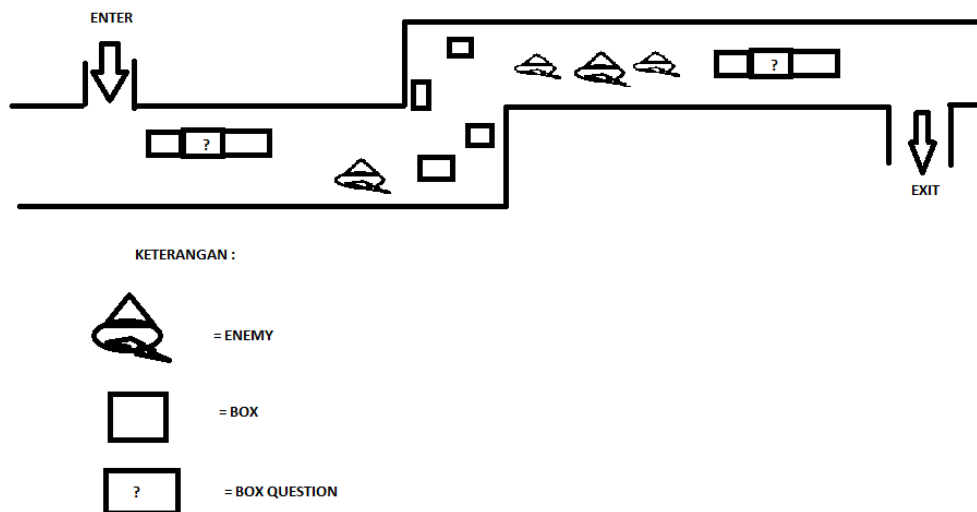 ENTER
?
?
EXIT
KETERANGAN :
= ENEMY
= BOX
?
= BOX QUESTION